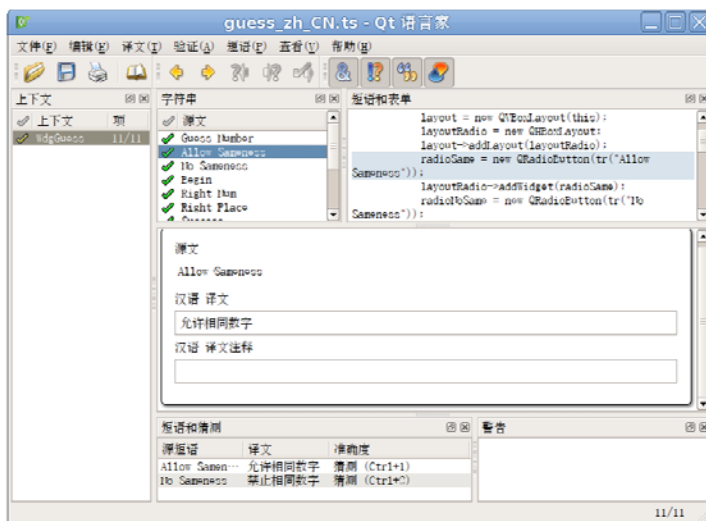 guess_zh_CN.ts - Qt 语言家
文件(F) 编辑(E) 译文(T) 验证(A) 短语(P) 查看(V) 帮助(H)
上下文
上下文 项
WdgGuess 11/11
字符串
源文
Guess Number
Allow Sameness
No Sameness
Begin
Right Num
Right Place
短语和表单
layout = new QVBoxLayout(this);
layoutRadio = new QHBoxLayout;
layout->addLayout(layoutRadio);
radioSame = new QRadioButton(tr("Allow
Sameness"));
layoutRadio->addWidget(radioSame);
radioNoSame = new QRadioButton(tr("No
Sameness"));
源文
Allow Sameness
汉语 译文
允许相同数字
汉语 译文注释
短语和猜测
源短语 译文 准确度
Allow Samen… 允许相同数字 猜测 (Ctrl+1)
No Sameness 禁止相同数字 猜测 (Ctrl+2)
警告
11/11